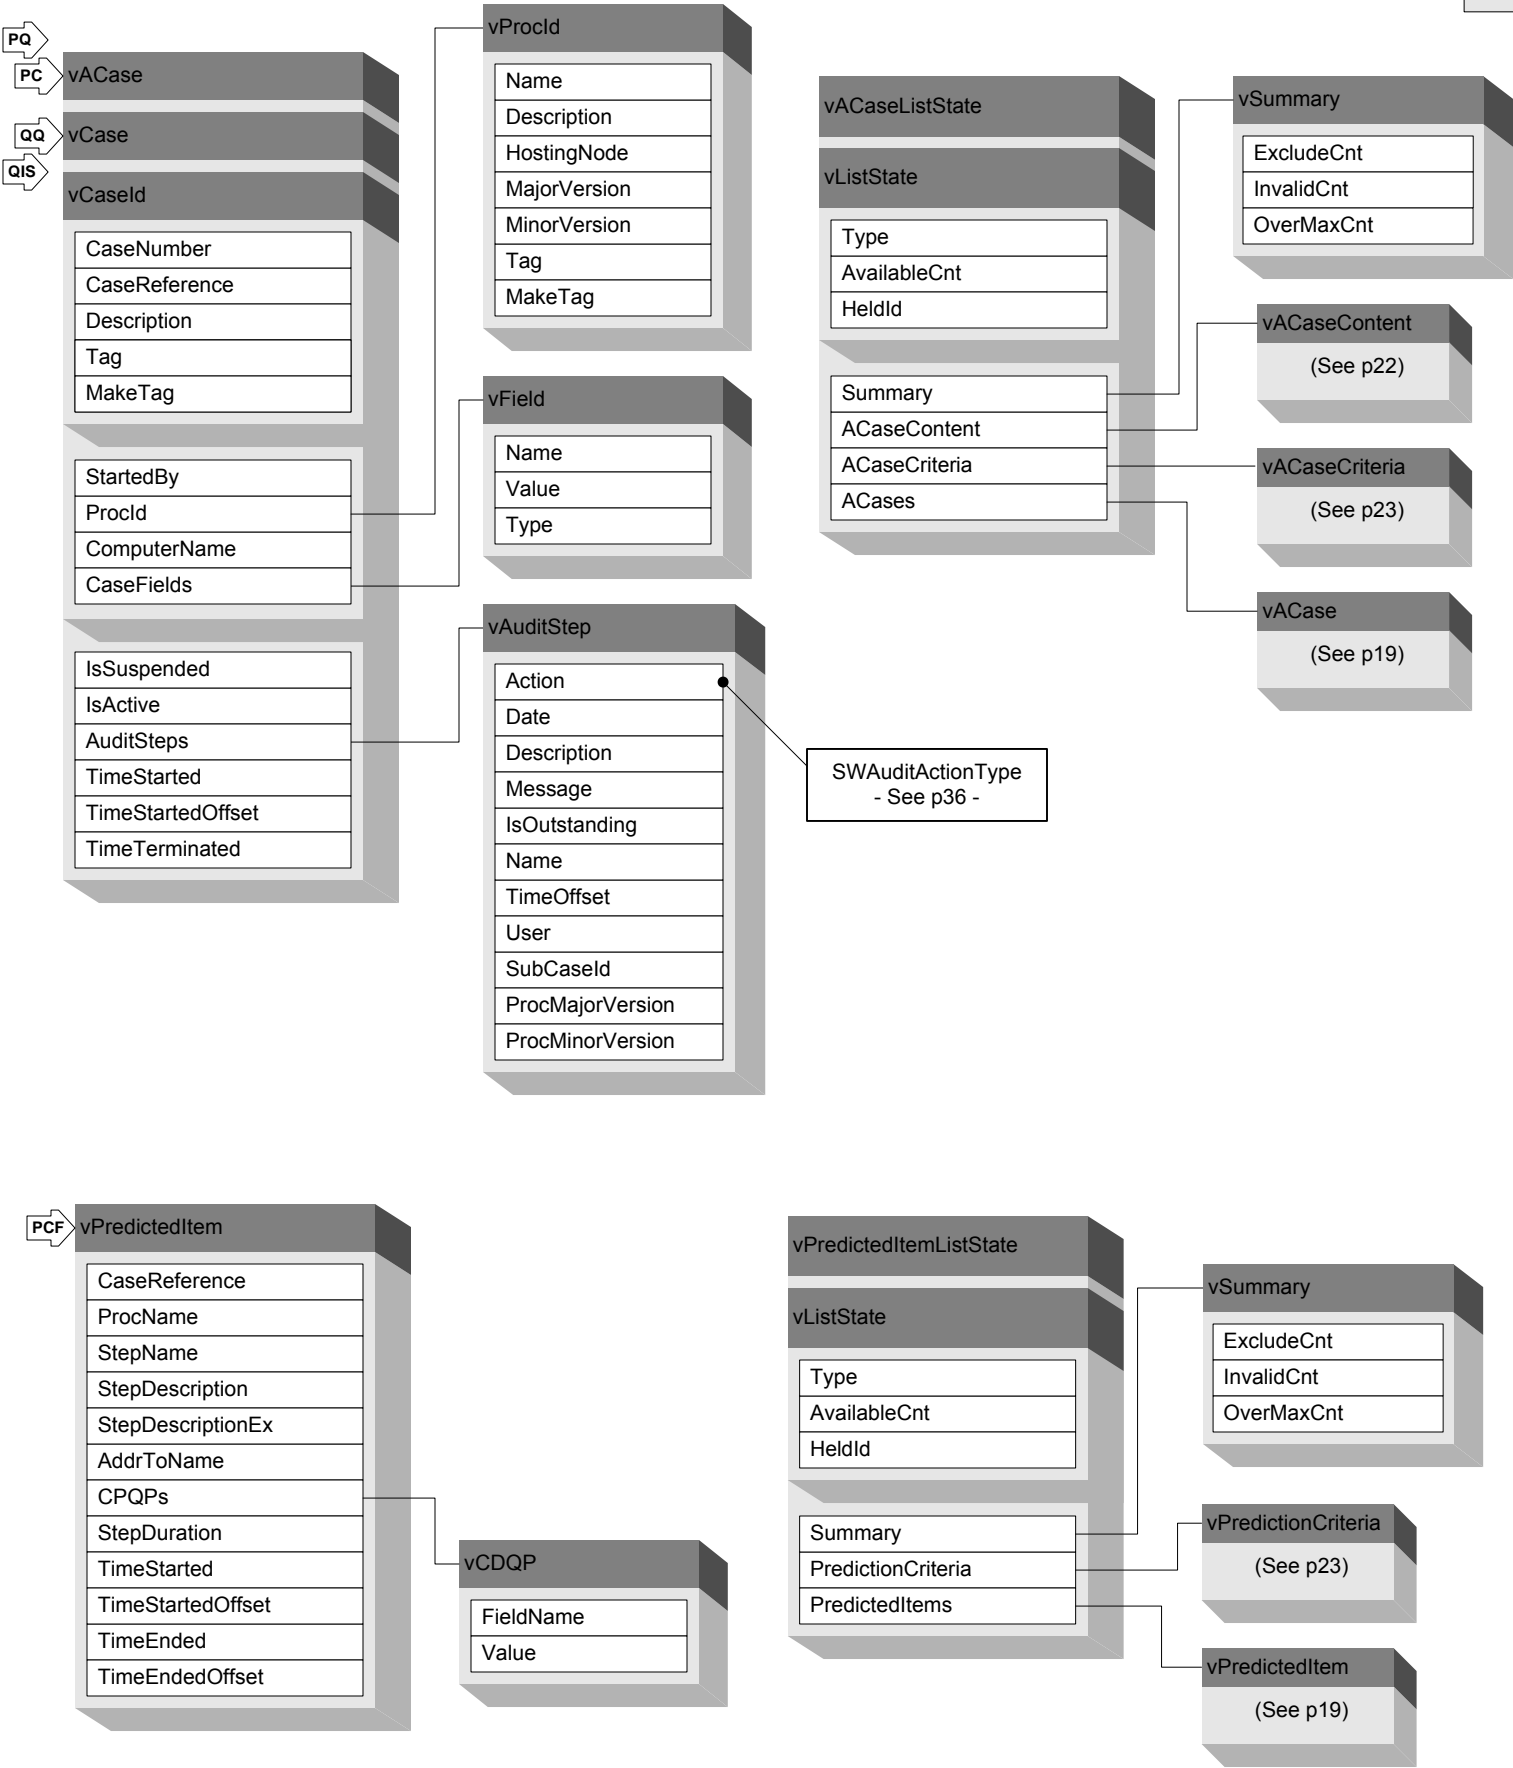 PQ
PC
vACase
QQ
vCase
QIS
vCaseId
CaseNumber
CaseReference
Description
Tag
MakeTag
StartedBy
ProcId
ComputerName
CaseFields
IsSuspended
IsActive
AuditSteps
TimeStarted
TimeStartedOffset
TimeTerminated
vProcId
Name
Description
HostingNode
MajorVersion
MinorVersion
Tag
MakeTag
vField
Name
Value
Type
vAuditStep
Action
Date
Description
Message
IsOutstanding
Name
TimeOffset
User
SubCaseId
ProcMajorVersion
ProcMinorVersion
SWAuditActionType
- See p36 -
vACaseListState
vListState
Type
AvailableCnt
HeldId
Summary
ACaseContent
ACaseCriteria
ACases
vSummary
ExcludeCnt
InvalidCnt
OverMaxCnt
vACaseContent
(See p22)
vACaseCriteria
(See p23)
vACase
(See p19)
PCF
vPredictedItem
CaseReference
ProcName
StepName
StepDescription
StepDescriptionEx
AddrToName
CPQPs
StepDuration
TimeStarted
TimeStartedOffset
TimeEnded
TimeEndedOffset
vCDQP
FieldName
Value
vPredictedItemListState
vListState
Type
AvailableCnt
HeldId
Summary
PredictionCriteria
PredictedItems
vSummary
ExcludeCnt
InvalidCnt
OverMaxCnt
vPredictionCriteria
(See p23)
vPredictedItem
(See p19)